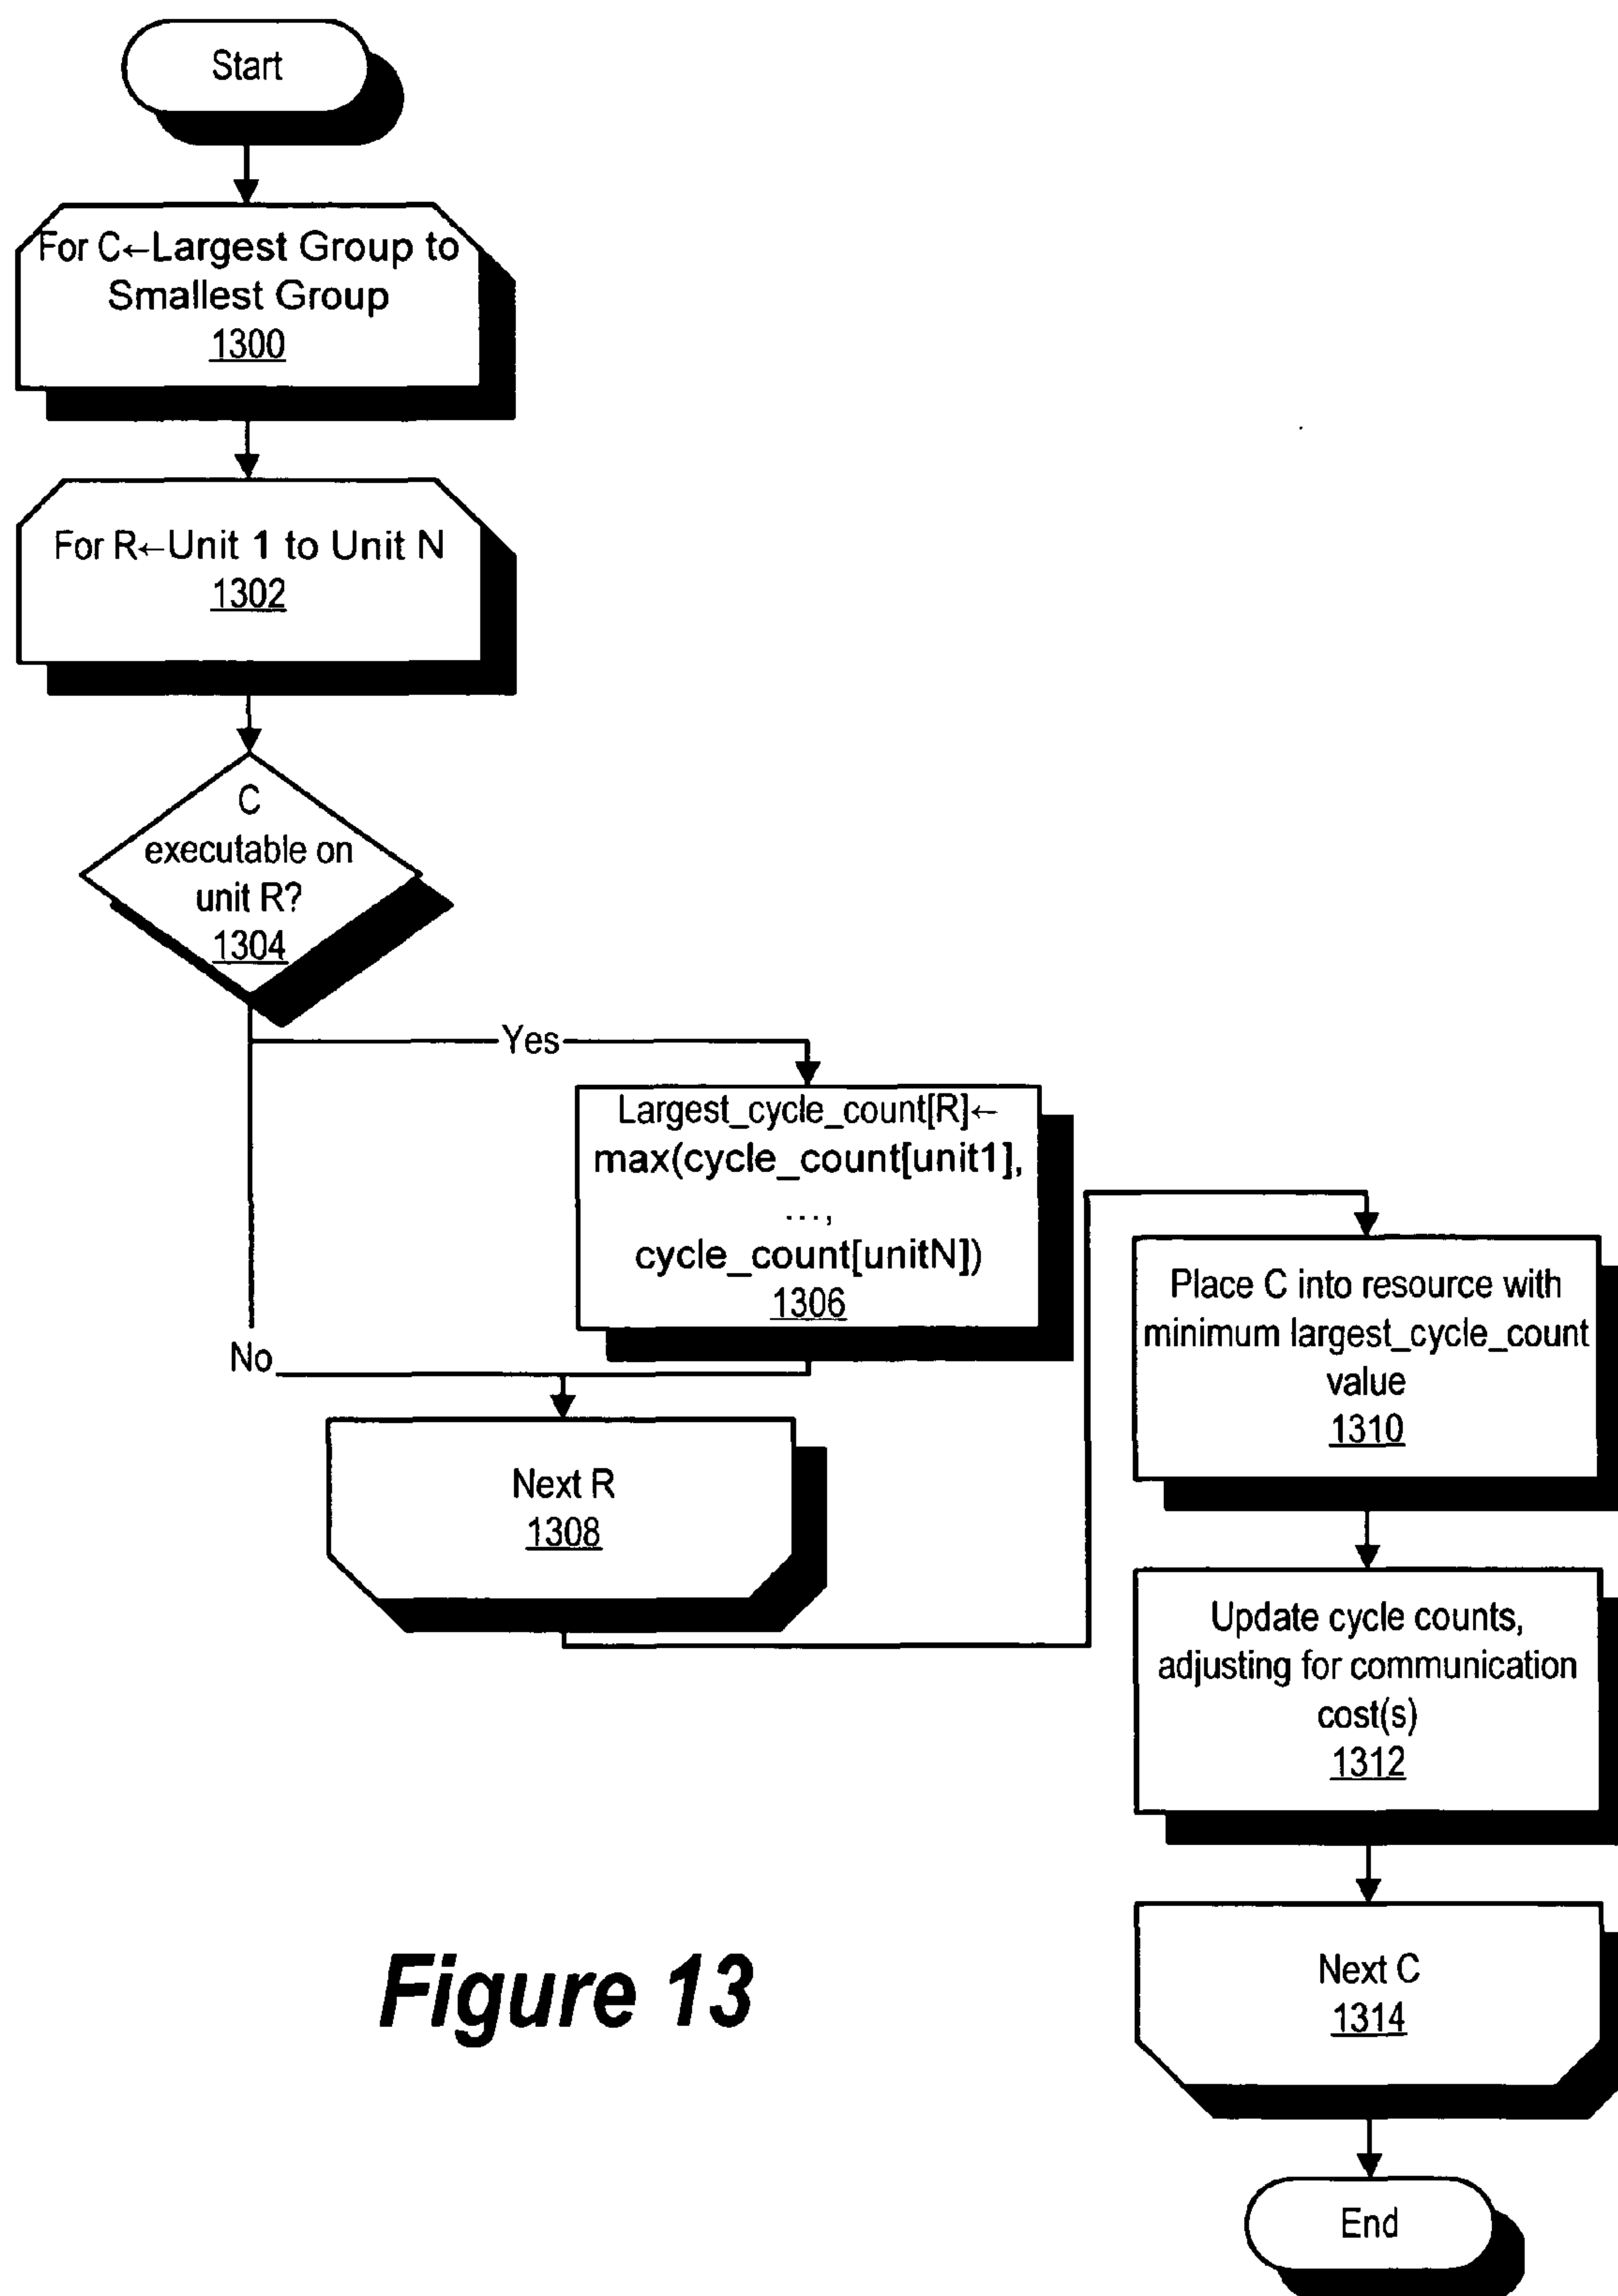 Start
For C←Largest Group to
Smallest Group
1300
For R←Unit 1 to Unit N
1302
C
executable on
unit R?
1304
Yes
Largest_cycle_count[R]←
max(cycle_count[unit1],
...,
cycle_count[unitN])
1306
No
Next R
1308
Place C into resource with
minimum largest_cycle_count
value
1310
Update cycle counts,
adjusting for communication
cost(s)
1312
Next C
1314
End
Figure 13